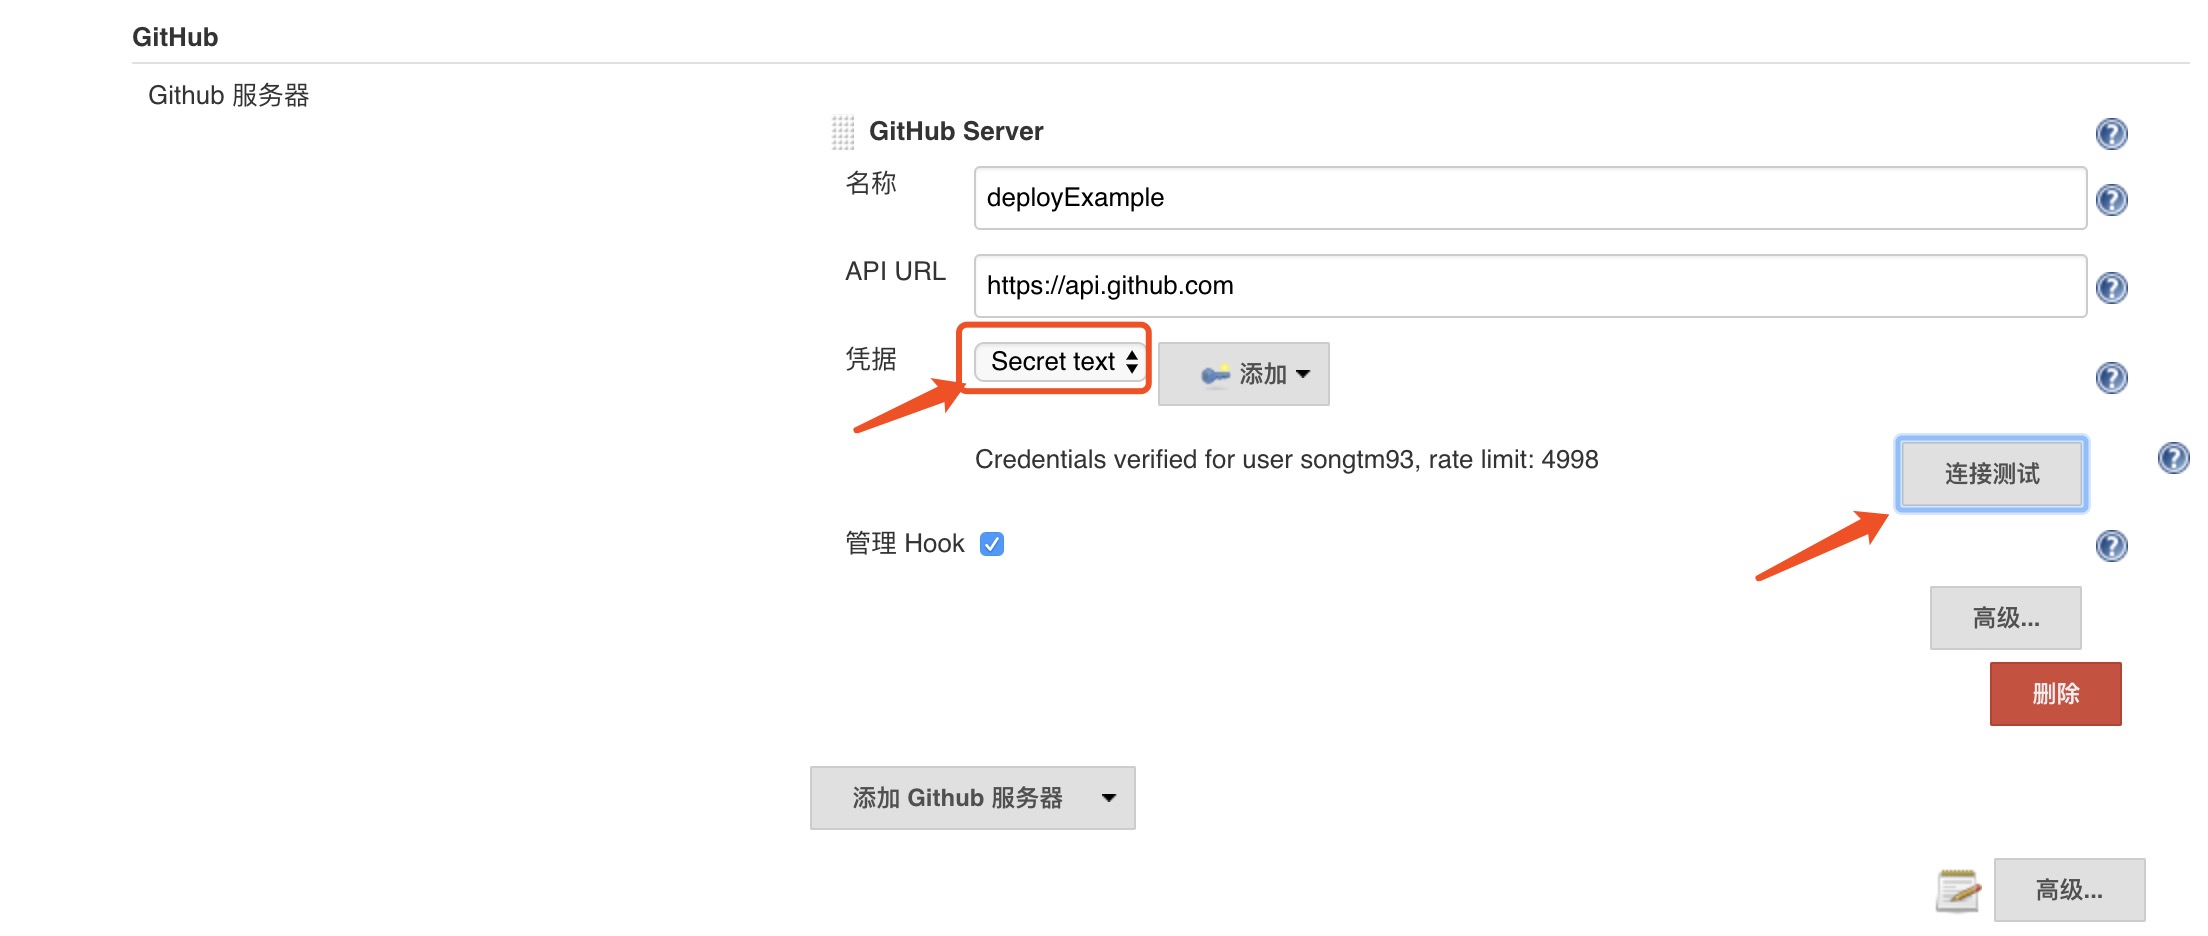 GitHub
Github 服务器
GitHub Server
名称
deployExample
API URL
https://api.github.com
凭据
Secret text
添加
Credentials verified for user songtm93, rate limit: 4998
连接测试
管理 Hook
高级...
删除
添加 Github 服务器
高级...